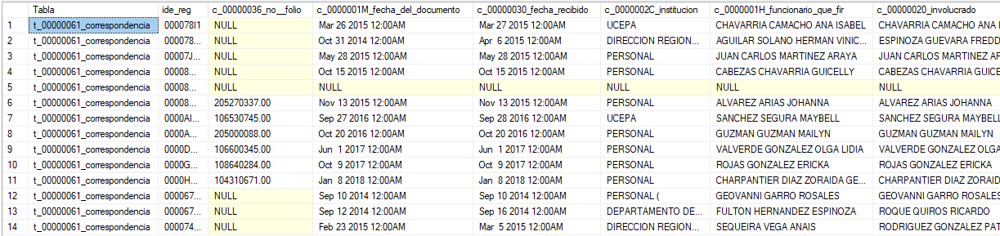 Tabla ide_reg c_00000036_no__folio c_0000001M_fecha_del_documento c_00000030_fecha_recibido c_0000002C_institucion c_0000001H_funcionario_que_fir c_00000020_involucrado
1 t_00000061_correspondencia 000078I1 NULL Mar 26 2015 12:00AM Mar 27 2015 12:00AM UCEPA CHAVARRIA CAMACHO ANA ISABEL CHAVARRIA CAMACHO ANA I
2 t_00000061_correspondencia 000078... NULL Oct 31 2014 12:00AM Apr 6 2015 12:00AM DIRECCION REGION... AGUILAR SOLANO HERMAN VINIC... ESPINOZA GUEVARA FREDD
3 t_00000061_correspondencia 00007J... NULL May 28 2015 12:00AM May 28 2015 12:00AM PERSONAL JUAN CARLOS MARTINEZ ARAYA JUAN CARLOS MARTINEZ AR
4 t_00000061_correspondencia 00008... NULL Oct 15 2015 12:00AM Oct 15 2015 12:00AM PERSONAL CABEZAS CHAVARRIA GUICELLY CABEZAS CHAVARRIA GUICE
5 t_00000061_correspondencia 00008... NULL NULL NULL NULL NULL NULL
6 t_00000061_correspondencia 00008... 205270337.00 Nov 13 2015 12:00AM Nov 13 2015 12:00AM PERSONAL ALVAREZ ARIAS JOHANNA ALVAREZ ARIAS JOHANNA
7 t_00000061_correspondencia 0000AI... 106530745.00 Sep 27 2016 12:00AM Sep 28 2016 12:00AM UCEPA SANCHEZ SEGURA MAYBELL SANCHEZ SEGURA MAYBELL
8 t_00000061_correspondencia 0000A... 205000088.00 Oct 20 2016 12:00AM Oct 20 2016 12:00AM PERSONAL GUZMAN GUZMAN MAILYN GUZMAN GUZMAN MAILYN
9 t_00000061_correspondencia 0000D... 106600345.00 Jun 1 2017 12:00AM Jun 1 2017 12:00AM PERSONAL VALVERDE GONZALEZ OLGA LIDIA VALVERDE GONZALEZ OLGA
10 t_00000061_correspondencia 0000G... 108640284.00 Oct 9 2017 12:00AM Oct 9 2017 12:00AM PERSONAL ROJAS GONZALEZ ERICKA ROJAS GONZALEZ ERICKA
11 t_00000061_correspondencia 0000H... 104310671.00 Jan 8 2018 12:00AM Jan 8 2018 12:00AM PERSONAL CHARPANTIER DIAZ ZORAIDA GE... CHARPANTIER DIAZ ZORAID
12 t_00000061_correspondencia 000067... NULL Sep 10 2014 12:00AM Sep 10 2014 12:00AM PERSONAL ( GEOVANNI GARRO ROSALES GEOVANNI GARRO ROSALES
13 t_00000061_correspondencia 000067... NULL Sep 12 2014 12:00AM Sep 16 2014 12:00AM DEPARTAMENTO DE... FULTON HERNANDEZ ESPINOZA ROQUE QUIROS RICARDO
14 t_00000061_correspondencia 000074... NULL Feb 23 2015 12:00AM Mar 5 2015 12:00AM DIRECCION REGION... SEQUEIRA VEGA ANAIS RODRIGUEZ GONZALEZ PAT